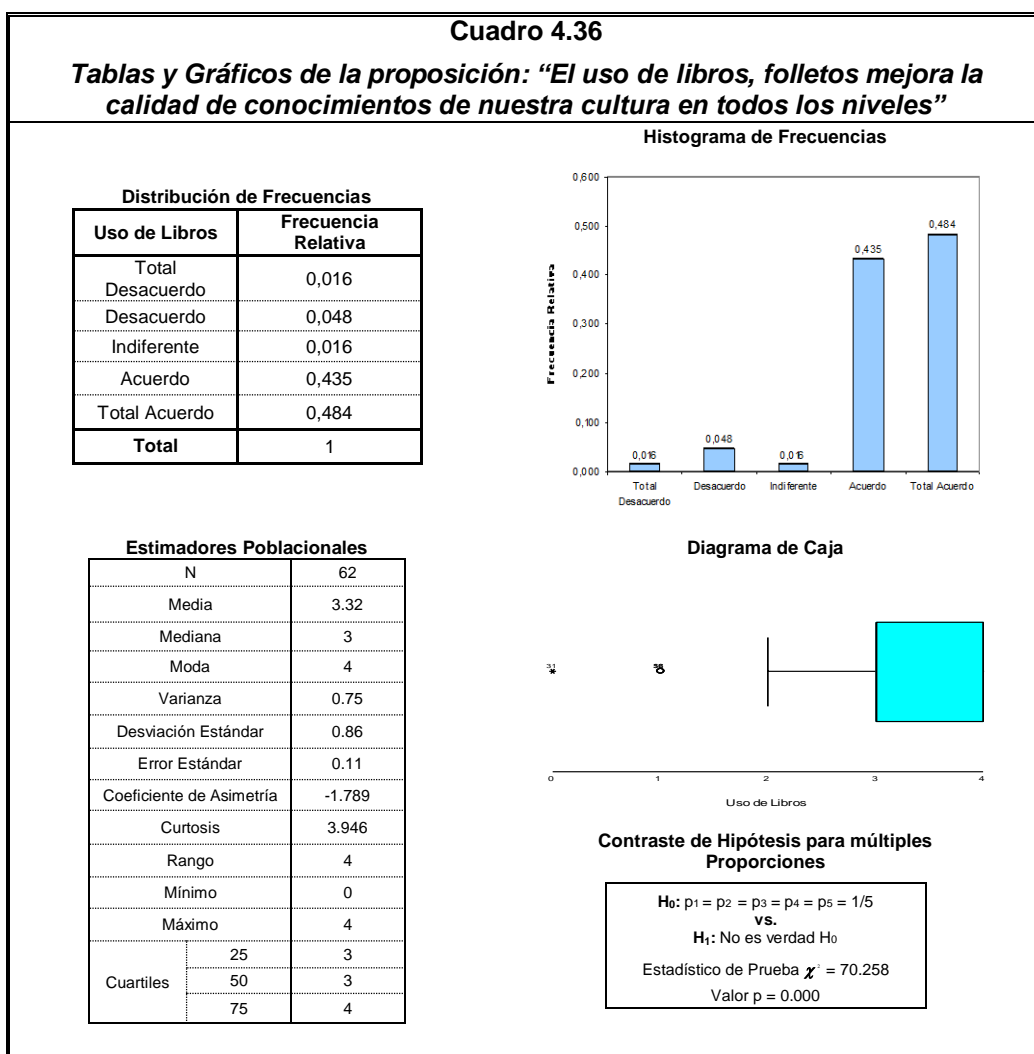 Cuadro 4.36
Tablas y Gráficos de la proposición: “El uso de libros, folletos mejora la
calidad de conocimientos de nuestra cultura en todos los niveles”
Distribución de Frecuencias
Uso de Libros Frecuencia
Relativa
Total
Desacuerdo 0,016
Desacuerdo 0,048
Indiferente 0,016
Acuerdo 0,435
Total Acuerdo 0,484
Total 1
Histograma de Frecuencias
Frecuencia Relativa
0,600
0,500
0,400
0,300
0,200
0,100
0,000
0,016
0,048
0,016
0,435
0,484
Total
Desacuerdo
Desacuerdo
Indiferente
Acuerdo
Total Acuerdo
Estimadores Poblacionales
N 62
Media 3.32
Mediana 3
Moda 4
Varianza 0.75
Desviación Estándar 0.86
Error Estándar 0.11
Coeficiente de Asimetría -1.789
Curtosis 3.946
Rango 4
Mínimo 0
Máximo 4
Cuartiles
25 3
50 3
75 4
Diagrama de Caja
31
0 1 2 3 4
Uso de Libros
Contraste de Hipótesis para múltiples
Proporciones
H₀: p1 = p2 = p3 = p4 = p5 = 1/5
vs.
H₁: No es verdad H0
Estadístico de Prueba χ² = 70.258
Valor p = 0.000